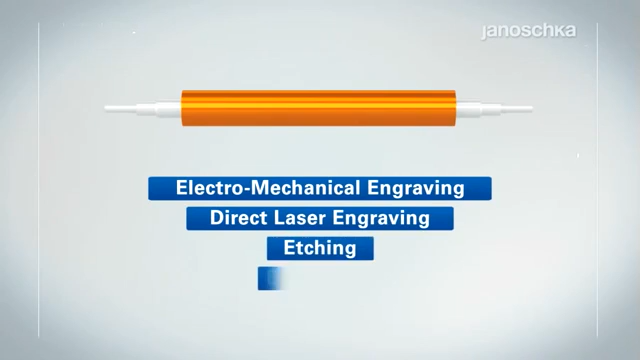 janoschka
Electro-Mechanical Engraving
Direct Laser Engraving
Etching